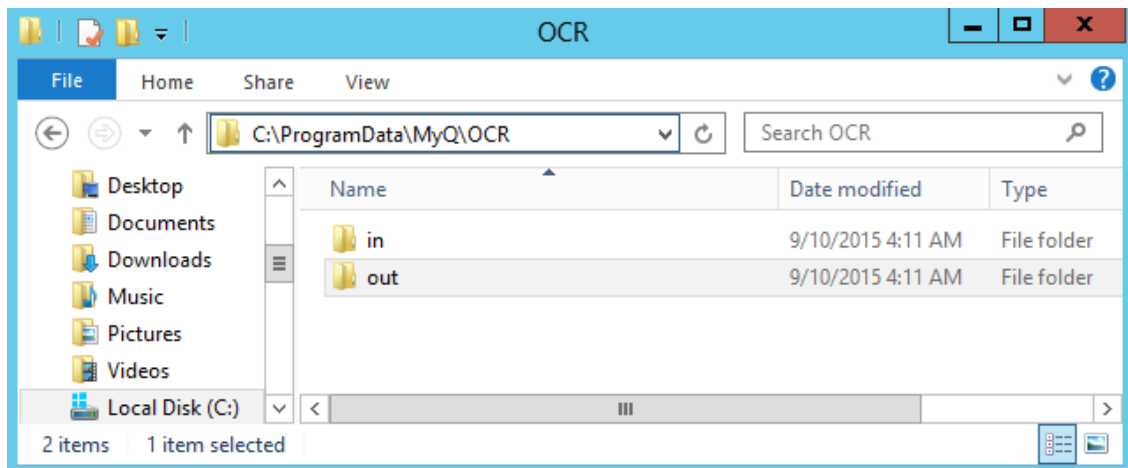 OCR
File Home Share View
C:\ProgramData\MyQ\OCR Search OCR
Desktop
Documents
Downloads
Music
Pictures
Videos
Local Disk (C:)
Name Date modified Type
in 9/10/2015 4:11 AM File folder
out 9/10/2015 4:11 AM File folder
2 items 1 item selected